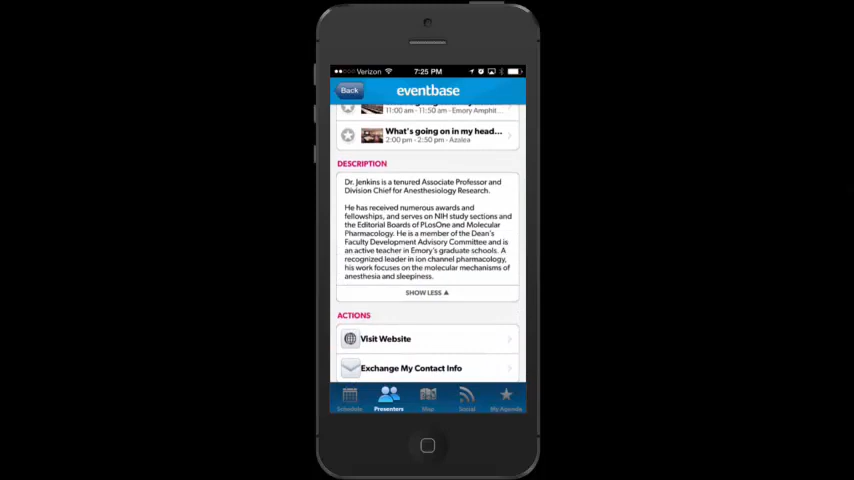 Verizon 7:25 PM
Back eventbase
11:00 am - 11:50 am - Emory Amphit...
What's going on in my head...
2:00 pm - 2:50 pm - Azalea
DESCRIPTION
Dr. Jenkins is a tenured Associate Professor and
Division Chief for Anesthesiology Research.
He has received numerous awards and
fellowships, and serves on NIH study sections and
the Editorial Boards of PLosOne and Molecular
Pharmacology. He is a member of the Dean's
Faculty Development Advisory Committee and is
an active teacher in Emory's graduate schools. A
recognized leader in ion channel pharmacology,
his work focuses on the molecular mechanisms of
anesthesia and sleepiness.
SHOW LESS
ACTIONS
Visit Website
Exchange My Contact Info
Schedule Presenters Map Social My Agenda